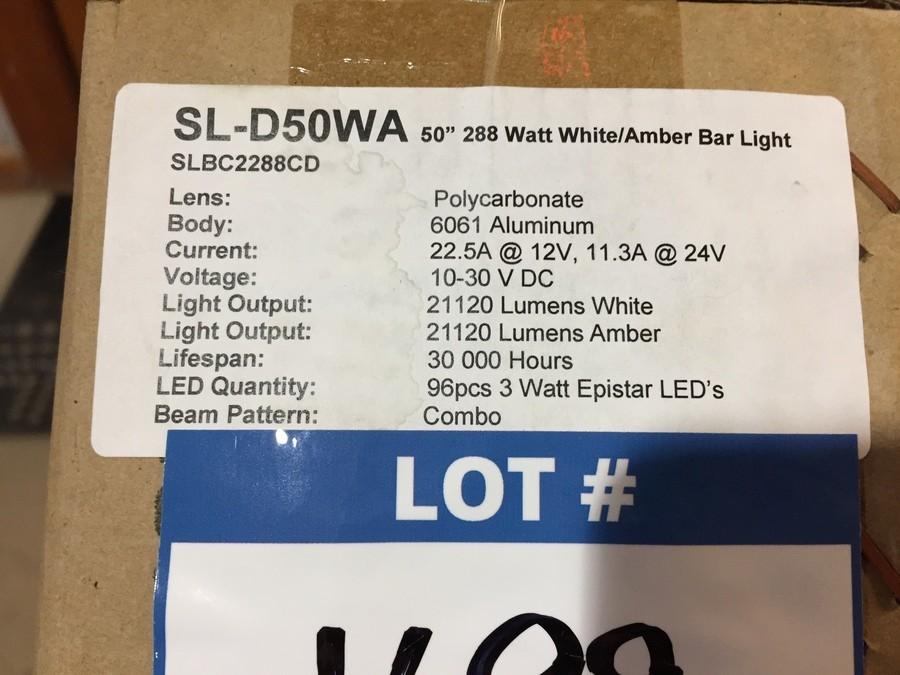 SL-D50WA 50” 288 Watt White/Amber Bar Light
SLBC2288CD
Lens: Polycarbonate
Body: 6061 Aluminum
Current: 22.5A @ 12V, 11.3A @ 24V
Voltage: 10-30 V DC
Light Output: 21120 Lumens White
Light Output: 21120 Lumens Amber
Lifespan: 30 000 Hours
LED Quantity: 96pcs 3 Watt Epistar LED’s
Beam Pattern: Combo
LOT #